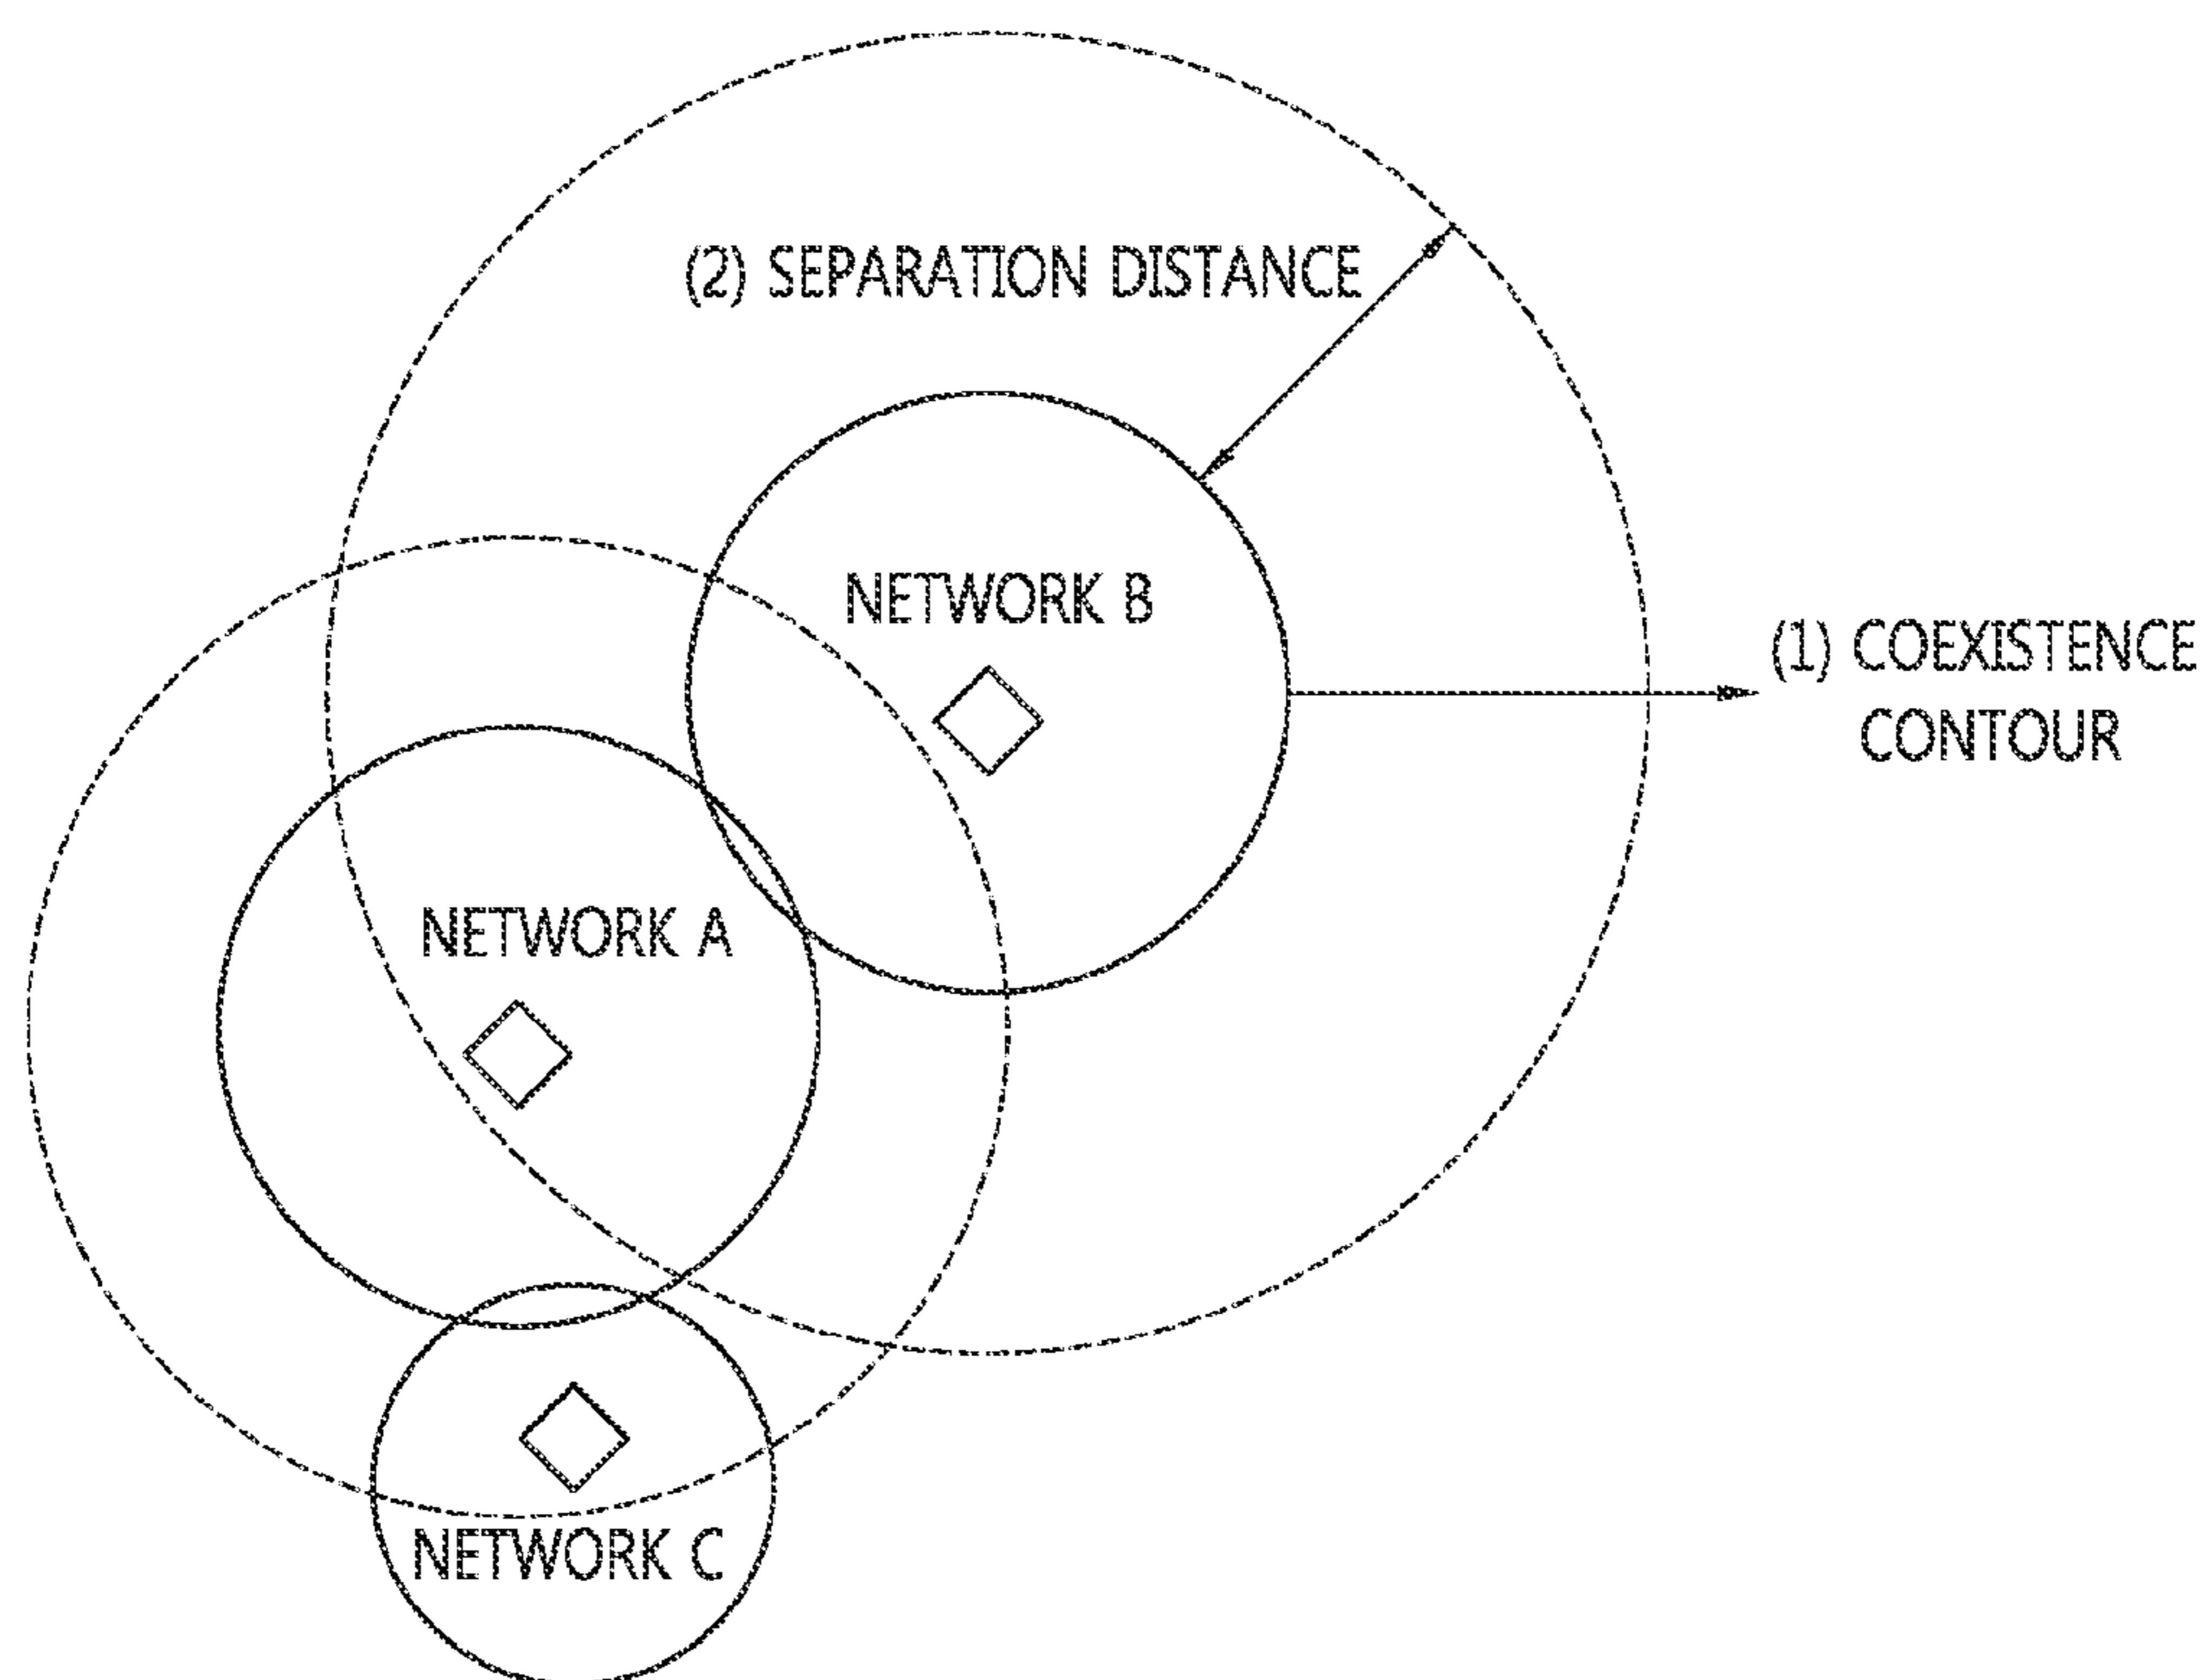 (2) SEPARATION DISTANCE
NETWORK B
(1) COEXISTENCE
CONTOUR
NETWORK A
NETWORK C